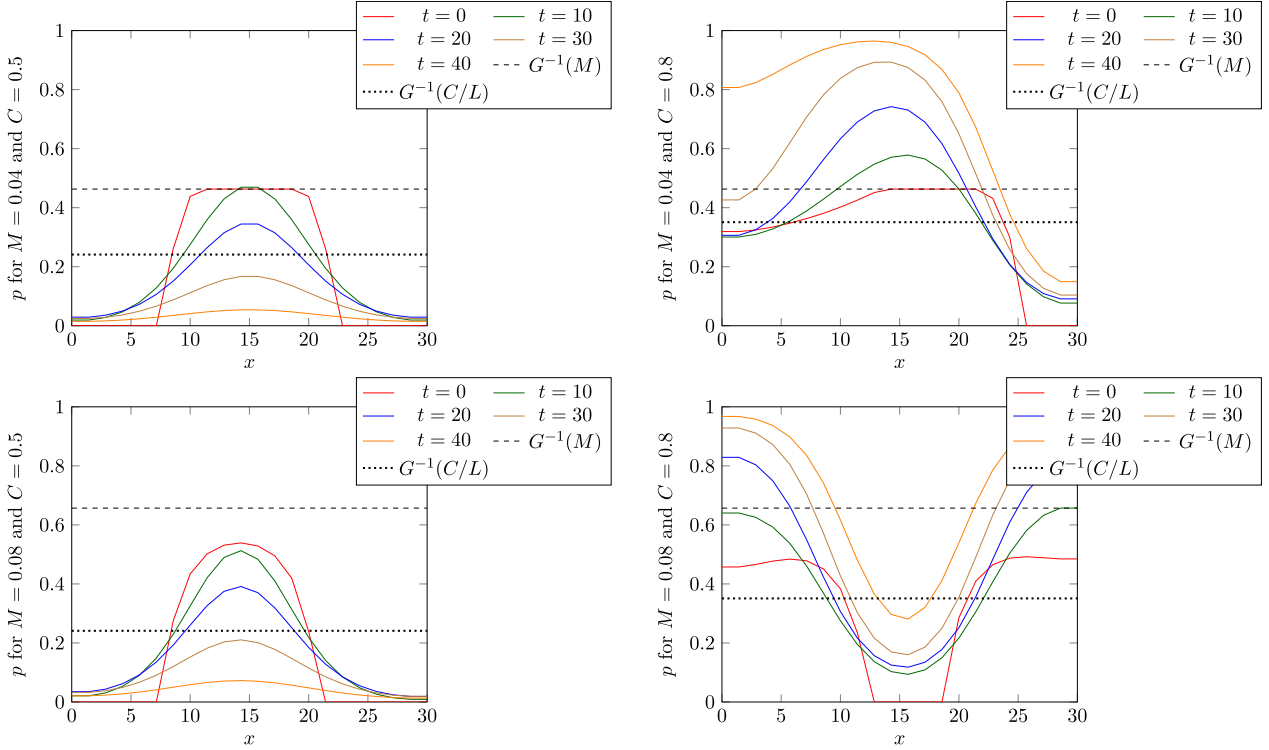 t = 0 t = 10
t = 20 t = 30
t = 40 G⁻¹(M)
G⁻¹(C/L)
1
0.8
0.6
0.4
0.2
0
0 5 10 15 20 25 30
x
p for M = 0.04 and C = 0.5
t = 0 t = 10
t = 20 t = 30
t = 40 G⁻¹(M)
G⁻¹(C/L)
1
0.8
0.6
0.4
0.2
0
0 5 10 15 20 25 30
x
p for M = 0.04 and C = 0.8
t = 0 t = 10
t = 20 t = 30
t = 40 G⁻¹(M)
G⁻¹(C/L)
1
0.8
0.6
0.4
0.2
0
0 5 10 15 20 25 30
x
p for M = 0.08 and C = 0.5
t = 0 t = 10
t = 20 t = 30
t = 40 G⁻¹(M)
G⁻¹(C/L)
1
0.8
0.6
0.4
0.2
0
0 5 10 15 20 25 30
x
p for M = 0.08 and C = 0.8